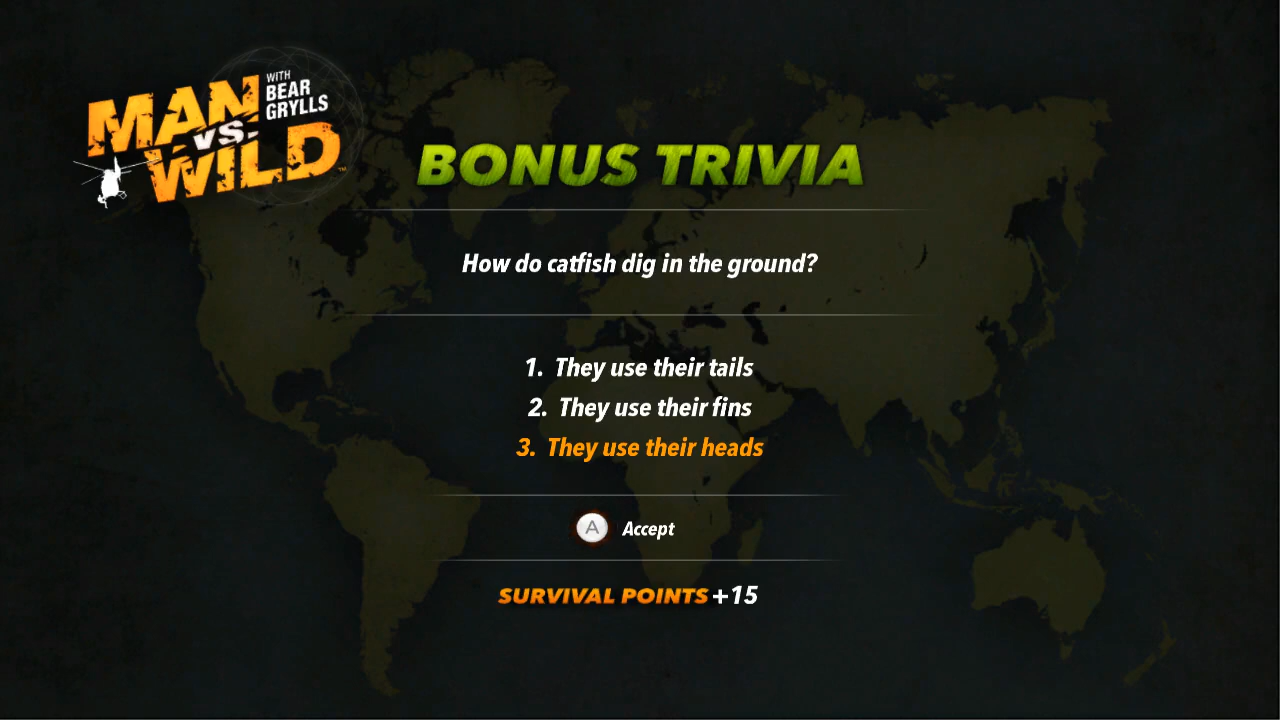 MAN
VS.
WILD™
WITH
BEAR
GRYLLS
BONUS TRIVIA
How do catfish dig in the ground?
1. They use their tails
2. They use their fins
3. They use their heads
A Accept
SURVIVAL POINTS +15